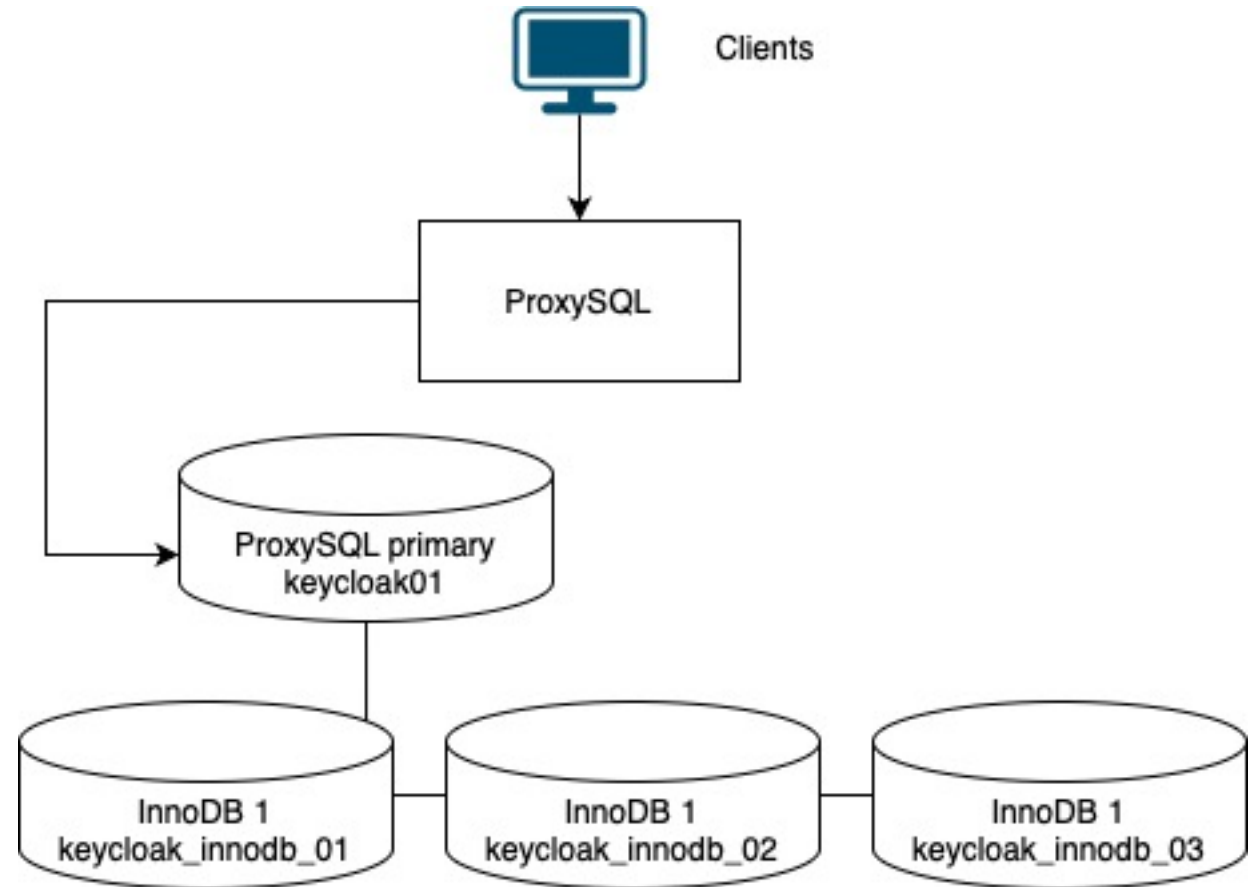 Clients
ProxySQL
ProxySQL primary
keycloak01
InnoDB 1
keycloak_innodb_01
InnoDB 1
keycloak_innodb_02
InnoDB 1
keycloak_innodb_03